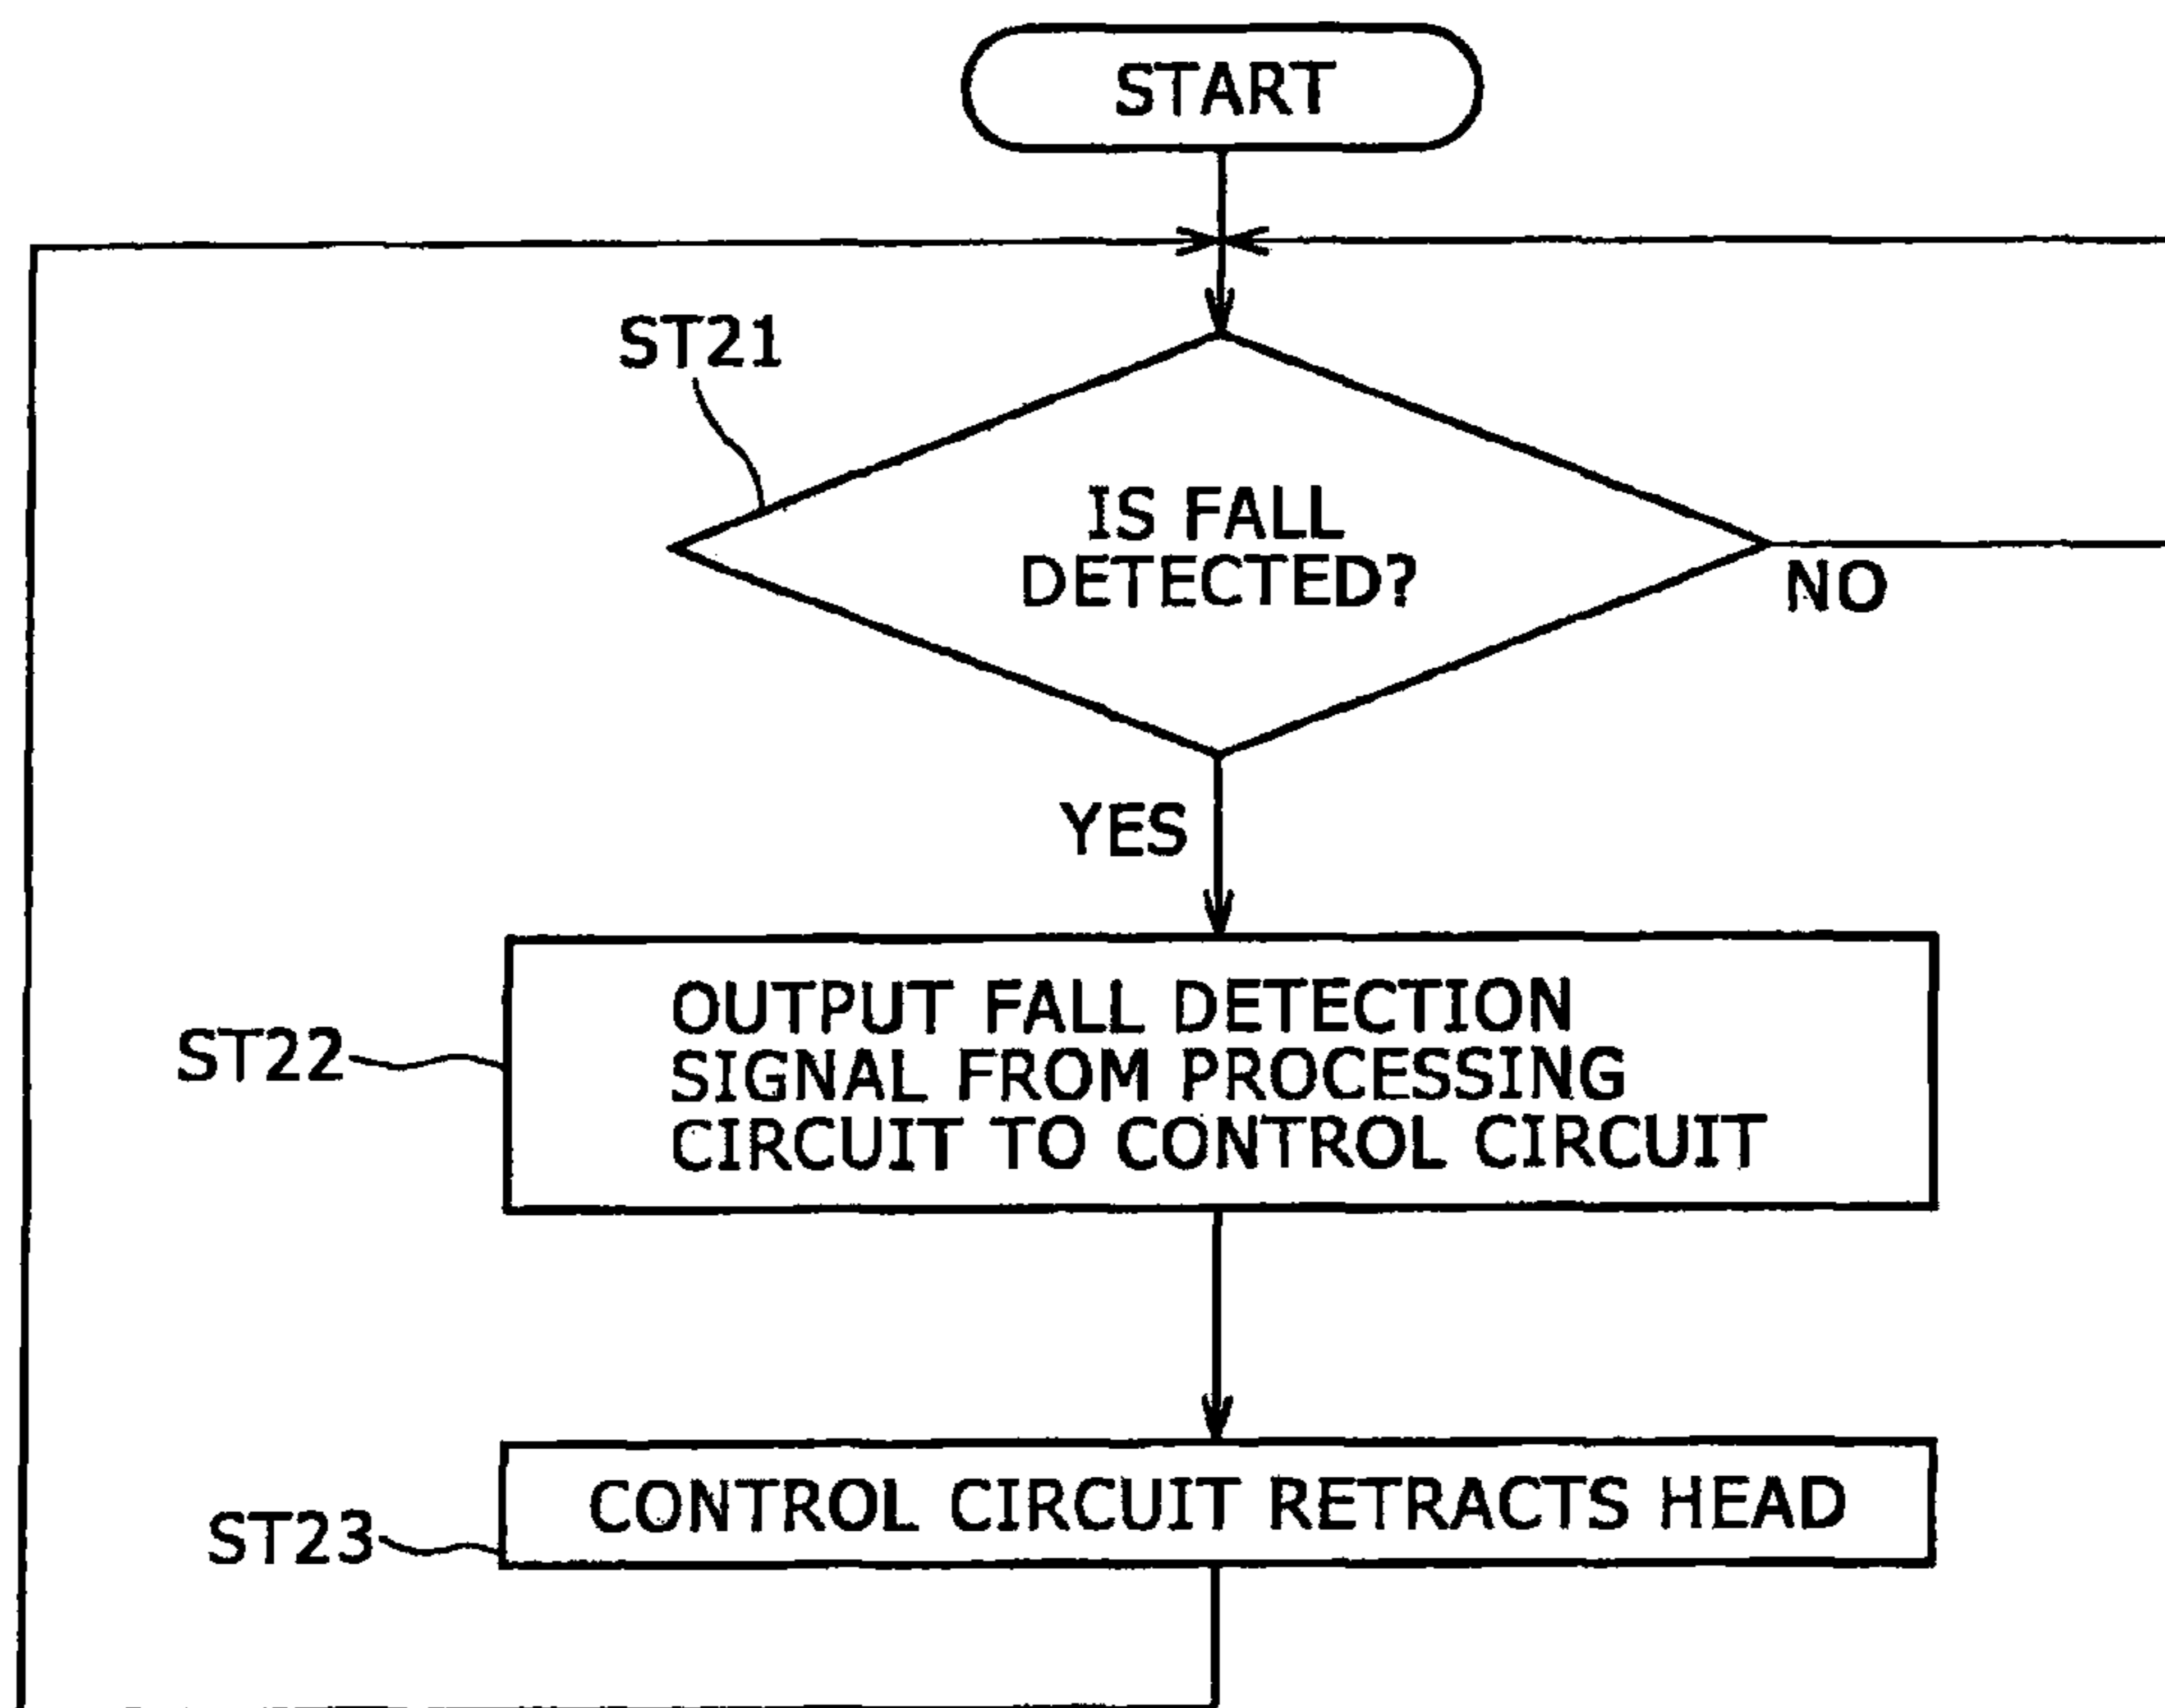 START
ST21
IS FALL
DETECTED?
NO
YES
OUTPUT FALL DETECTION
SIGNAL FROM PROCESSING
CIRCUIT TO CONTROL CIRCUIT
ST22
CONTROL CIRCUIT RETRACTS HEAD
ST23